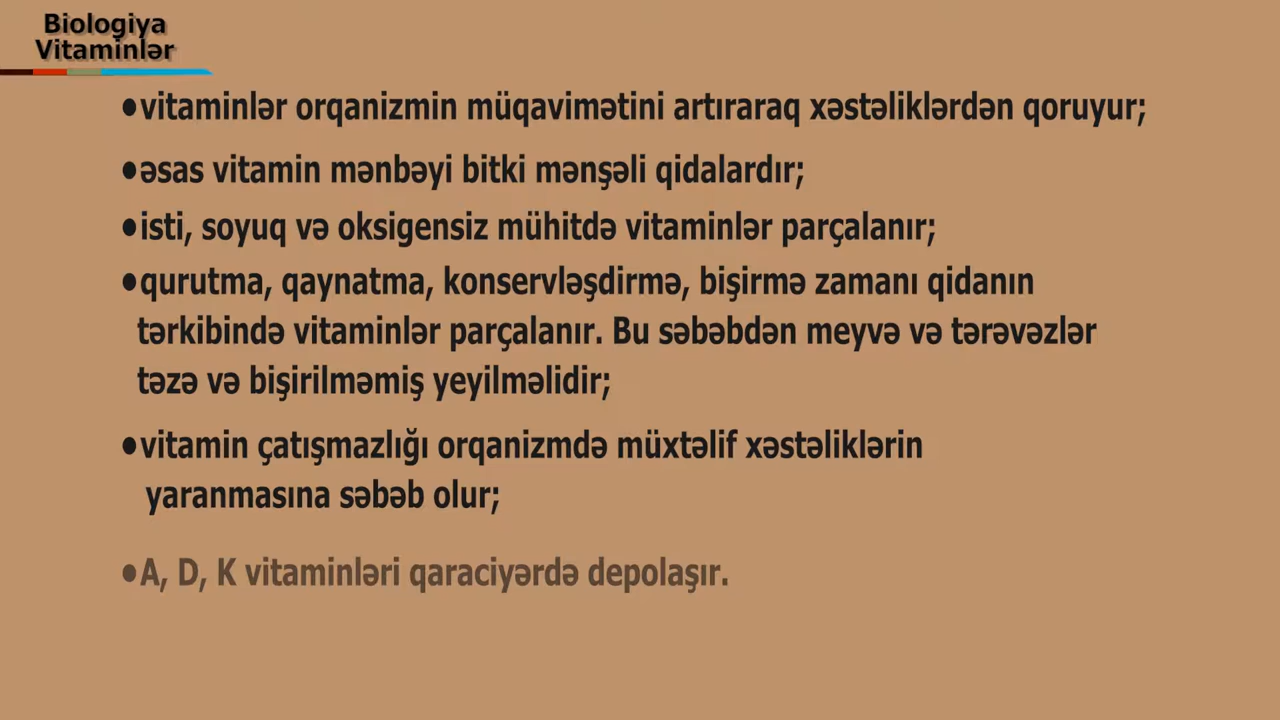 Biologiya
Vitaminlər
•vitaminlər orqanizmin müqavimətini artıraraq xəstəliklərdən qoruyur;
•əsas vitamin mənbəyi bitki mənşəli qidalardır;
•isti, soyuq və oksigensiz mühitdə vitaminlər parçalanır;
•qurutma, qaynatma, konservləşdirmə, bişirmə zamanı qidanın
tərkibində vitaminlər parçalanır. Bu səbəbdən meyvə və tərəvəzlər
təzə və bişirilməmiş yeyilməlidir;
•vitamin çatışmazlığı orqanizmdə müxtəlif xəstəliklərin
yaranmasına səbəb olur;
•A, D, K vitaminləri qaraciyərdə depolaşır.